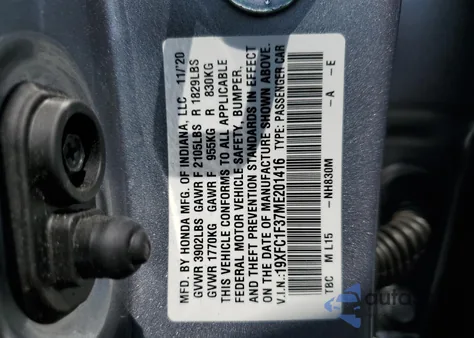 MFD. BY HONDA MFG. OF INDIANA, LLC 11/'20
GVWR 3902LBS GAWR F 2105LBS R 1829LBS
GVWR 1770KG GAWR F 955KG R 830KG
THIS VEHICLE CONFORMS TO ALL APPLICABLE
FEDERAL MOTOR VEHICLE SAFETY, BUMPER,
AND THEFT PREVENTION STANDARDS IN EFFECT
ON THE DATE OF MANUFACTURE SHOWN ABOVE.
V.I.N.: 19XFC1F37ME201416 TYPE: PASSENGER CAR
TBC M L15 -NH830M -A -E